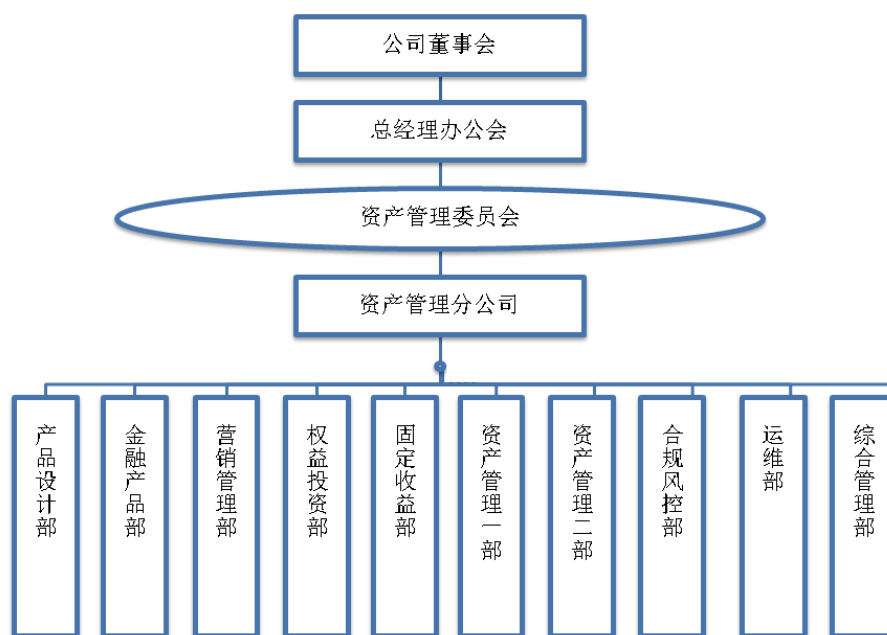 公司董事会
总经理办公会
资产管理委员会
资产管理分公司
产品设计部
金融产品部
营销管理部
权益投资部
固定收益部
资产管理一部
资产管理二部
合规风控部
运维部
综合管理部